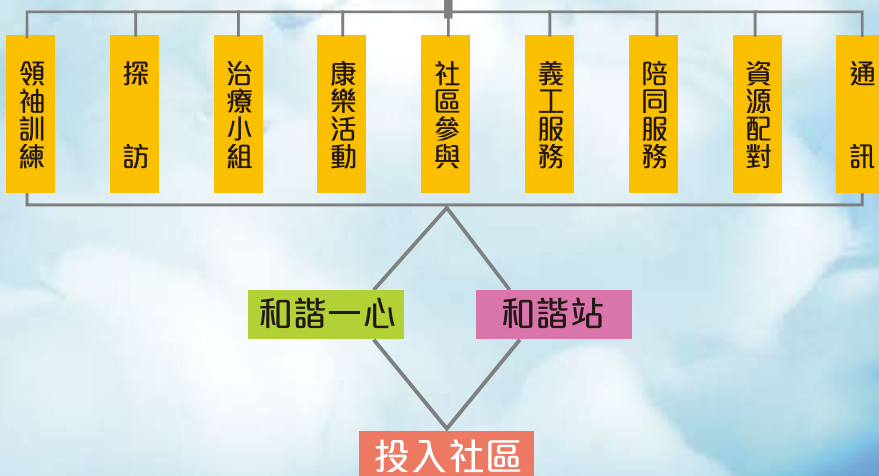 領袖訓練
探訪
治療小組
康樂活動
社區參與
義工服務
陪同服務
資源配對
通訊
和諧一心
和諧站
投入社區